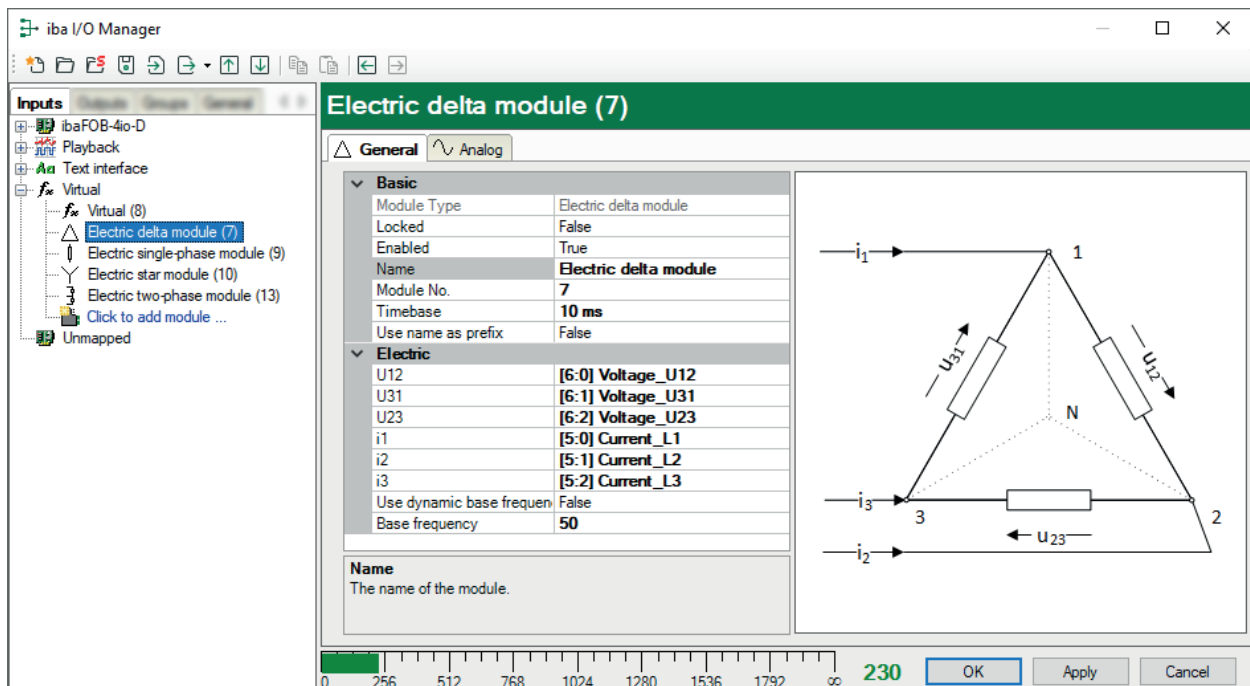 iba I/O Manager
Inputs Outputs Groups General
ibaFOB-4io-D
Playback
Text interface
Virtual
Virtual (8)
Electric delta module (7)
Electric single-phase module (9)
Electric star module (10)
Electric two-phase module (13)
Click to add module ...
Unmapped
Electric delta module (7)
General Analog
Basic
Module Type Electric delta module
Locked False
Enabled True
Name Electric delta module
Module No. 7
Timebase 10 ms
Use name as prefix False
Electric
U12 [6:0] Voltage_U12
U31 [6:1] Voltage_U31
U23 [6:2] Voltage_U23
i1 [5:0] Current_L1
i2 [5:1] Current_L2
i3 [5:2] Current_L3
Use dynamic base frequen False
Base frequency 50
Name
The name of the module.
i1 1
u31 u12
N
i3 3 2
u23
i2
0 256 512 768 1024 1280 1536 1792 ∞
230 OK Apply Cancel